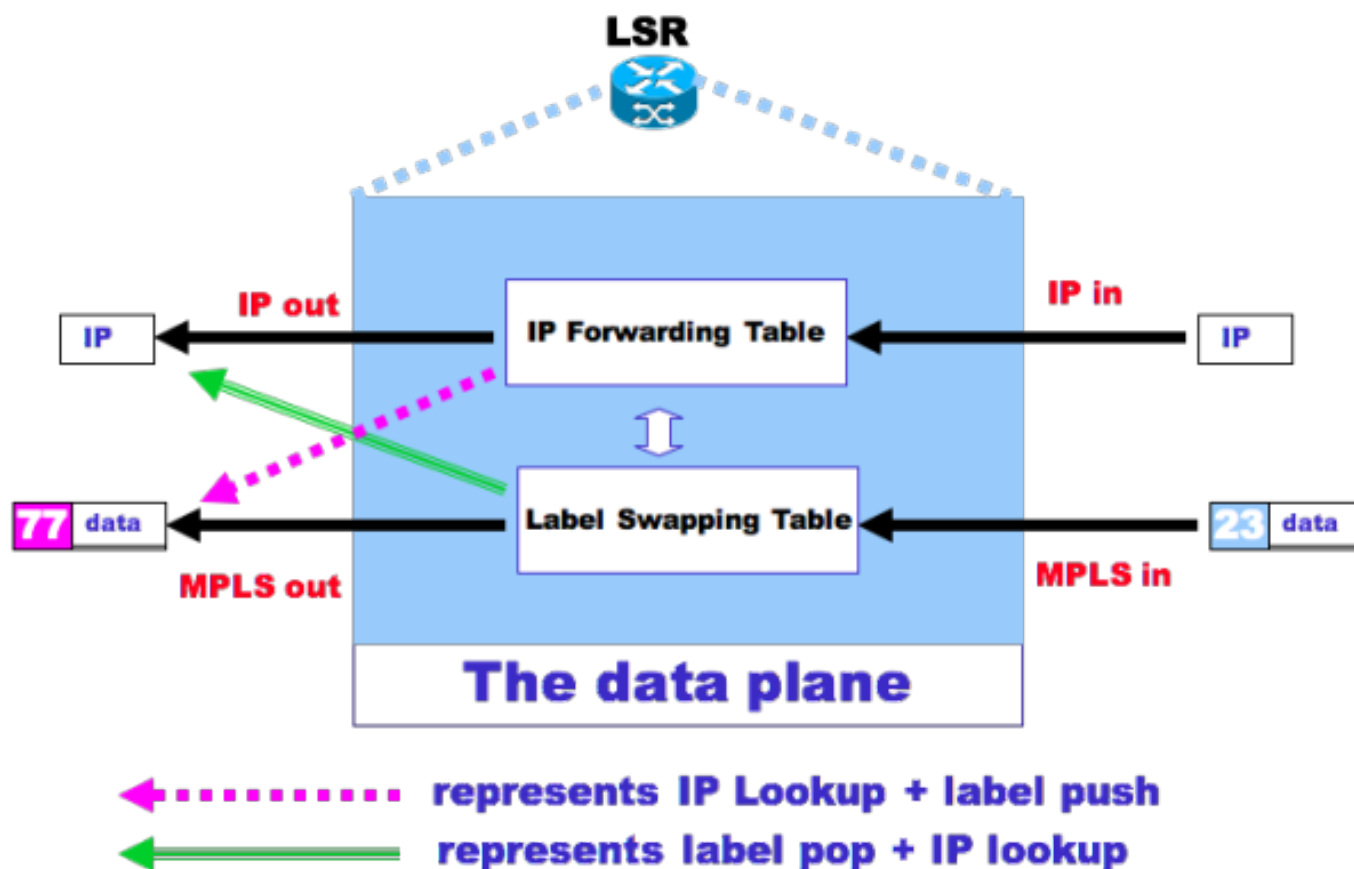 LSR
IP out
IP in
IP
IP Forwarding Table
IP
77 data
Label Swapping Table
23 data
MPLS out
MPLS in
The data plane
represents IP Lookup + label push
represents label pop + IP lookup